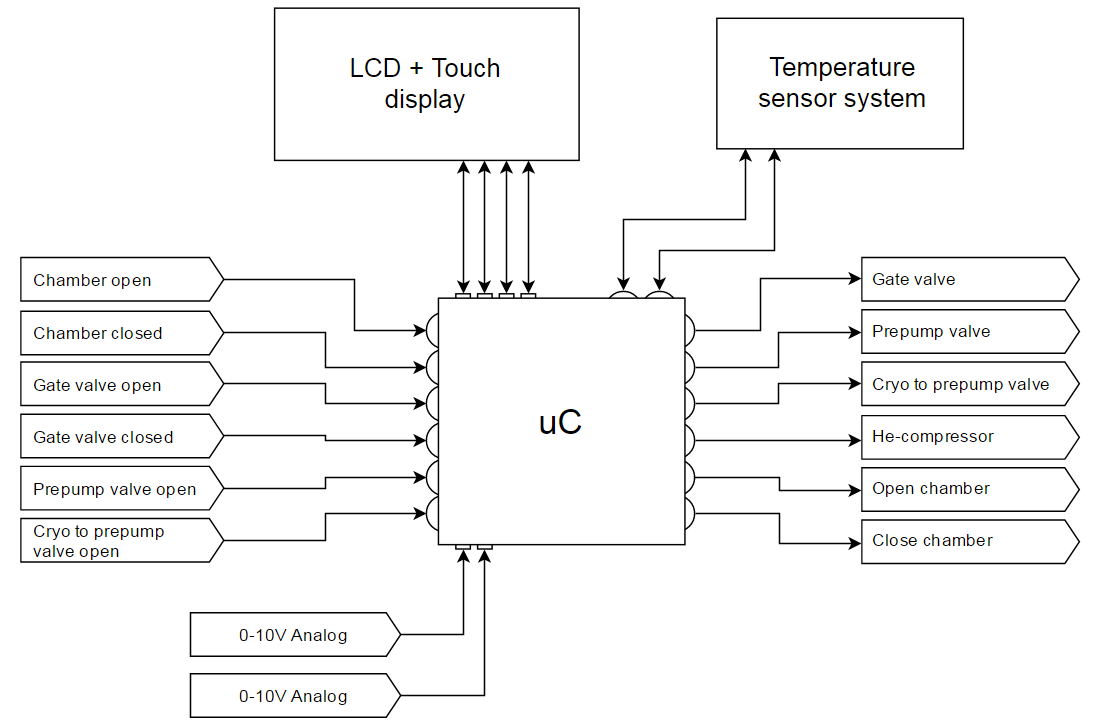 LCD + Touch
display
Temperature
sensor system
Chamber open
Chamber closed
Gate valve open
Gate valve closed
Prepump valve open
Cryo to prepump
valve open
uC
Gate valve
Prepump valve
Cryo to prepump valve
He-compressor
Open chamber
Close chamber
0-10V Analog
0-10V Analog